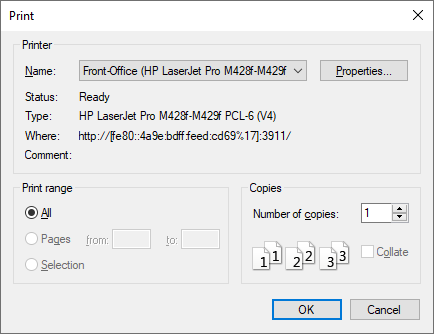 Print
Printer
Name: Front-Office (HP LaserJet Pro M428f-M429f Properties...
Status: Ready
Type: HP LaserJet Pro M428f-M429f PCL-6 (V4)
Where: http://[fe80::4a9e:bdff:feed:cd69%17]:3911/
Comment:
Print range
All
Pages from: to:
Selection
Copies
Number of copies: 1
1 1 2 2 3 3 Collate
OK Cancel